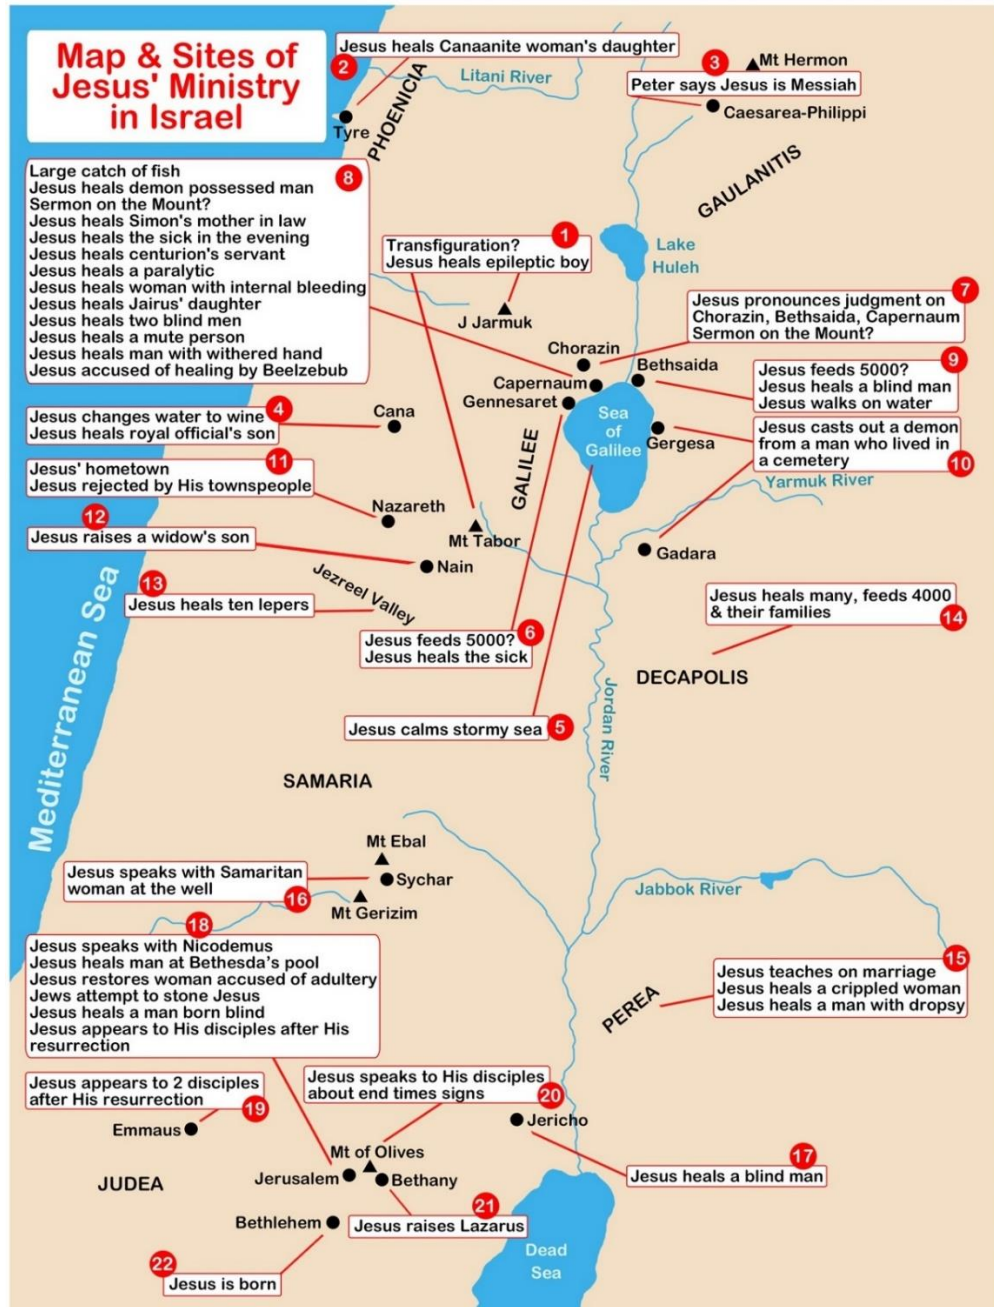 Map & Sites of
Jesus' Ministry
in Israel
Jesus heals Canaanite woman's daughter
2
Litani River
PHOENICIA
Tyre
3
Mt Hermon
Peter says Jesus is Messiah
Caesarea-Philippi
GAULANITIS
Large catch of fish
8
Jesus heals demon possessed man
Sermon on the Mount?
Jesus heals Simon's mother in law
Jesus heals the sick in the evening
Jesus heals centurion's servant
Jesus heals a paralytic
Jesus heals woman with internal bleeding
Jesus heals Jairus' daughter
Jesus heals two blind men
Jesus heals a mute person
Jesus heals man with withered hand
Jesus accused of healing by Beelzebub
1
Transfiguration?
Jesus heals epileptic boy
J Jarmuk
Lake
Huleh
7
Jesus pronounces judgment on
Chorazin, Bethsaida, Capernaum
Sermon on the Mount?
Chorazin
Bethsaida
Capernaum
Gennesaret
9
Jesus feeds 5000?
Jesus heals a blind man
Jesus walks on water
Jesus changes water to wine
4
Jesus heals royal official's son
Cana
Sea
of
Galilee
Gergesa
GALILEE
Jesus casts out a demon
from a man who lived in
a cemetery
10
Yarmuk River
11
Jesus' hometown
Jesus rejected by His townspeople
Nazareth
Mt Tabor
12
Jesus raises a widow's son
Nain
Gadara
13
Jesus heals ten lepers
Jezreel Valley
Jesus feeds 5000?
6
Jesus heals the sick
Jesus heals many, feeds 4000
& their families
14
DECAPOLIS
Jesus calms stormy sea
5
Jordan River
Mediterranean Sea
SAMARIA
Mt Ebal
Jesus speaks with Samaritan
woman at the well
16
Sychar
Mt Gerizim
Jabbok River
18
Jesus speaks with Nicodemus
Jesus heals man at Bethesda's pool
Jesus restores woman accused of adultery
Jews attempt to stone Jesus
Jesus heals a man born blind
Jesus appears to His disciples after His
resurrection
15
Jesus teaches on marriage
Jesus heals a crippled woman
Jesus heals a man with dropsy
PEREA
Jesus appears to 2 disciples
after His resurrection
19
Emmaus
Jesus speaks to His disciples
about end times signs
20
Jericho
Mt of Olives
Jerusalem
Bethany
17
Jesus heals a blind man
JUDEA
21
Jesus raises Lazarus
Bethlehem
22
Jesus is born
Dead
Sea